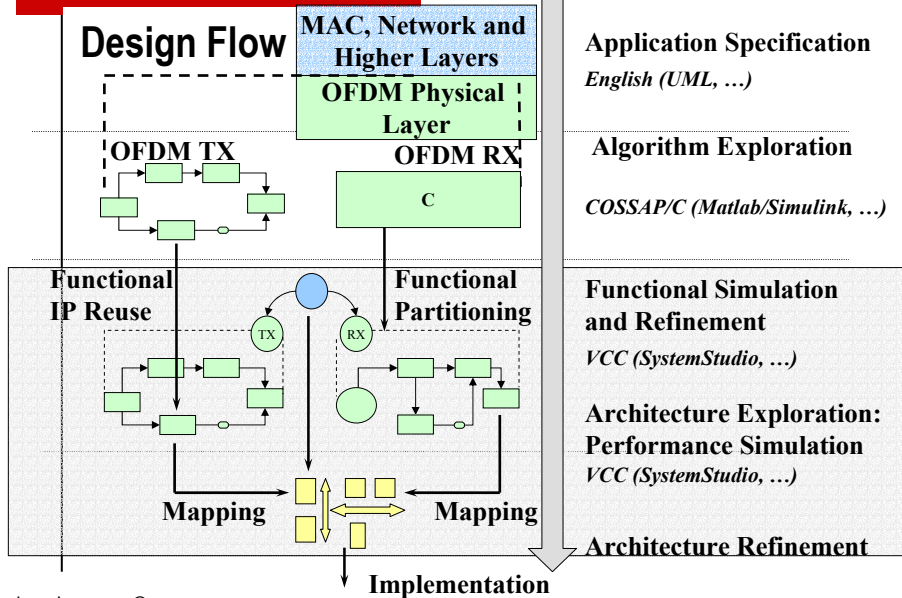 Design Flow
MAC, Network and
Higher Layers
OFDM Physical
Layer
Application Specification
English (UML, …)
OFDM TX
OFDM RX
C
Algorithm Exploration
COSSAP/C (Matlab/Simulink, …)
Functional
IP Reuse
Functional
Partitioning
TX
RX
Functional Simulation
and Refinement
VCC (SystemStudio, …)
Architecture Exploration:
Performance Simulation
VCC (SystemStudio, …)
Mapping
Mapping
Architecture Refinement
Implementation